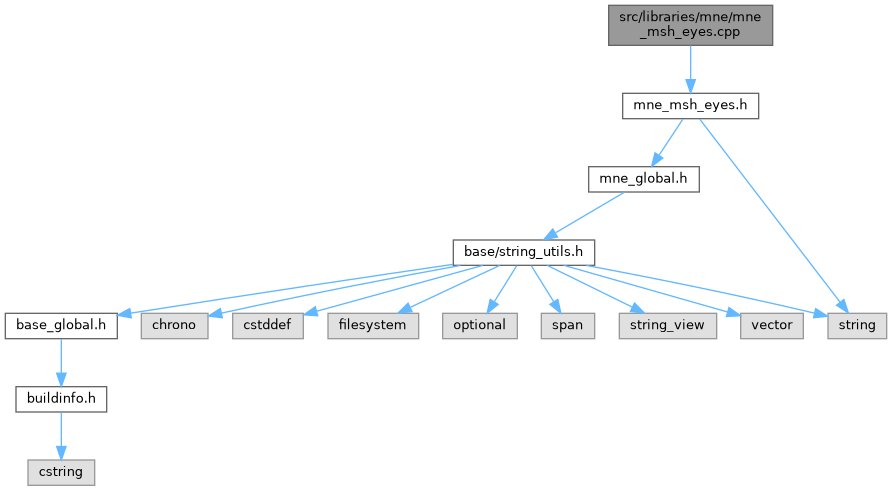 src/libraries/mne/mne
_msh_eyes.cpp
mne_msh_eyes.h
mne_global.h
base/string_utils.h
base_global.h
chrono
cstddef
filesystem
optional
span
string_view
vector
string
buildinfo.h
cstring